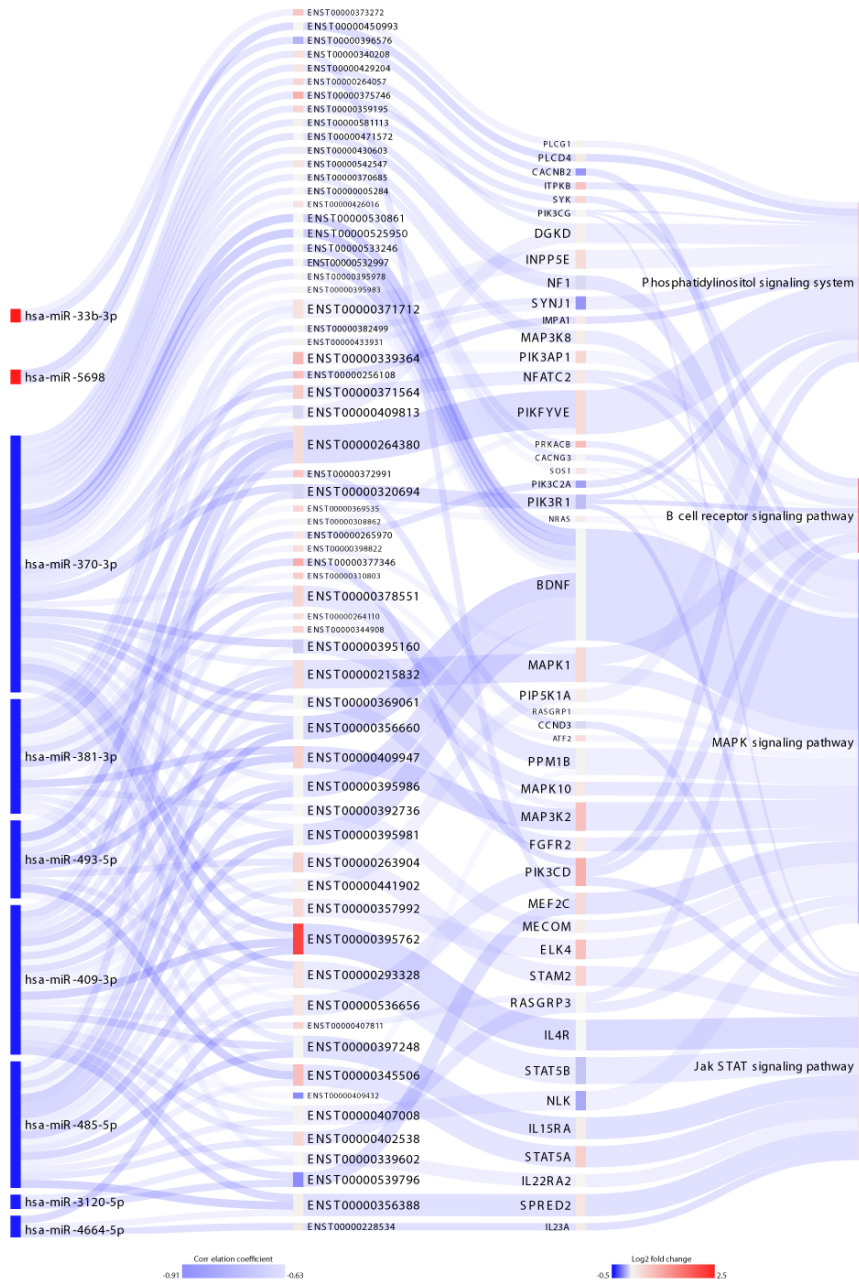 hsa-miR-33b-3p
hsa-miR-5698
hsa-miR-370-3p
hsa-miR-381-3p
hsa-miR-493-5p
hsa-miR-409-3p
hsa-miR-485-5p
hsa-miR-3120-5p
hsa-miR-4664-5p
ENST00000373272
ENST00000450993
ENST00000396576
ENST00000340208
ENST00000429204
ENST00000264057
ENST00000375746
ENST00000359195
ENST00000581113
ENST00000471572
ENST00000430603
ENST00000542547
ENST00000370685
ENST00000005284
ENST00000426016
ENST00000530861
ENST00000525950
ENST00000533246
ENST00000532997
ENST00000395978
ENST00000395983
ENST00000371712
ENST00000382499
ENST00000433931
ENST00000339364
ENST00000256108
ENST00000371564
ENST00000409813
ENST00000264380
ENST00000372991
ENST00000320694
ENST00000369535
ENST00000308862
ENST00000265970
ENST00000398822
ENST00000377346
ENST00000310803
ENST00000378551
ENST00000264110
ENST00000344908
ENST00000395160
ENST00000215832
ENST00000369061
ENST00000356660
ENST00000409947
ENST00000395986
ENST00000392736
ENST00000395981
ENST00000263904
ENST00000441902
ENST00000357992
ENST00000395762
ENST00000293328
ENST00000536656
ENST00000407811
ENST00000397248
ENST00000345506
ENST00000409432
ENST00000407008
ENST00000402538
ENST00000339602
ENST00000539796
ENST00000356388
ENST00000228534
PLCG1
PLCD4
CACNB2
ITPKB
SYK
PIK3CG
DGKD
INPP5E
NF1
SYNJ1
IMPA1
MAP3K8
PIK3AP1
NFATC2
PIKFYVE
PRKACB
CACNG3
SOS1
PIK3C2A
PIK3R1
NRAS
BDNF
MAPK1
PIP5K1A
RASGRP1
CCND3
ATF2
PPM1B
MAPK10
MAP3K2
FGFR2
PIK3CD
MEF2C
MECOM
ELK4
STAM2
RASGRP3
IL4R
STAT5B
NLK
IL15RA
STAT5A
IL22RA2
SPRED2
IL23A
Phosphatidylinositol signaling system
B cell receptor signaling pathway
MAPK signaling pathway
Jak STAT signaling pathway
Corr elation coefficient
-0.91 -0.63
Log2 fold change
-0.5 2.5